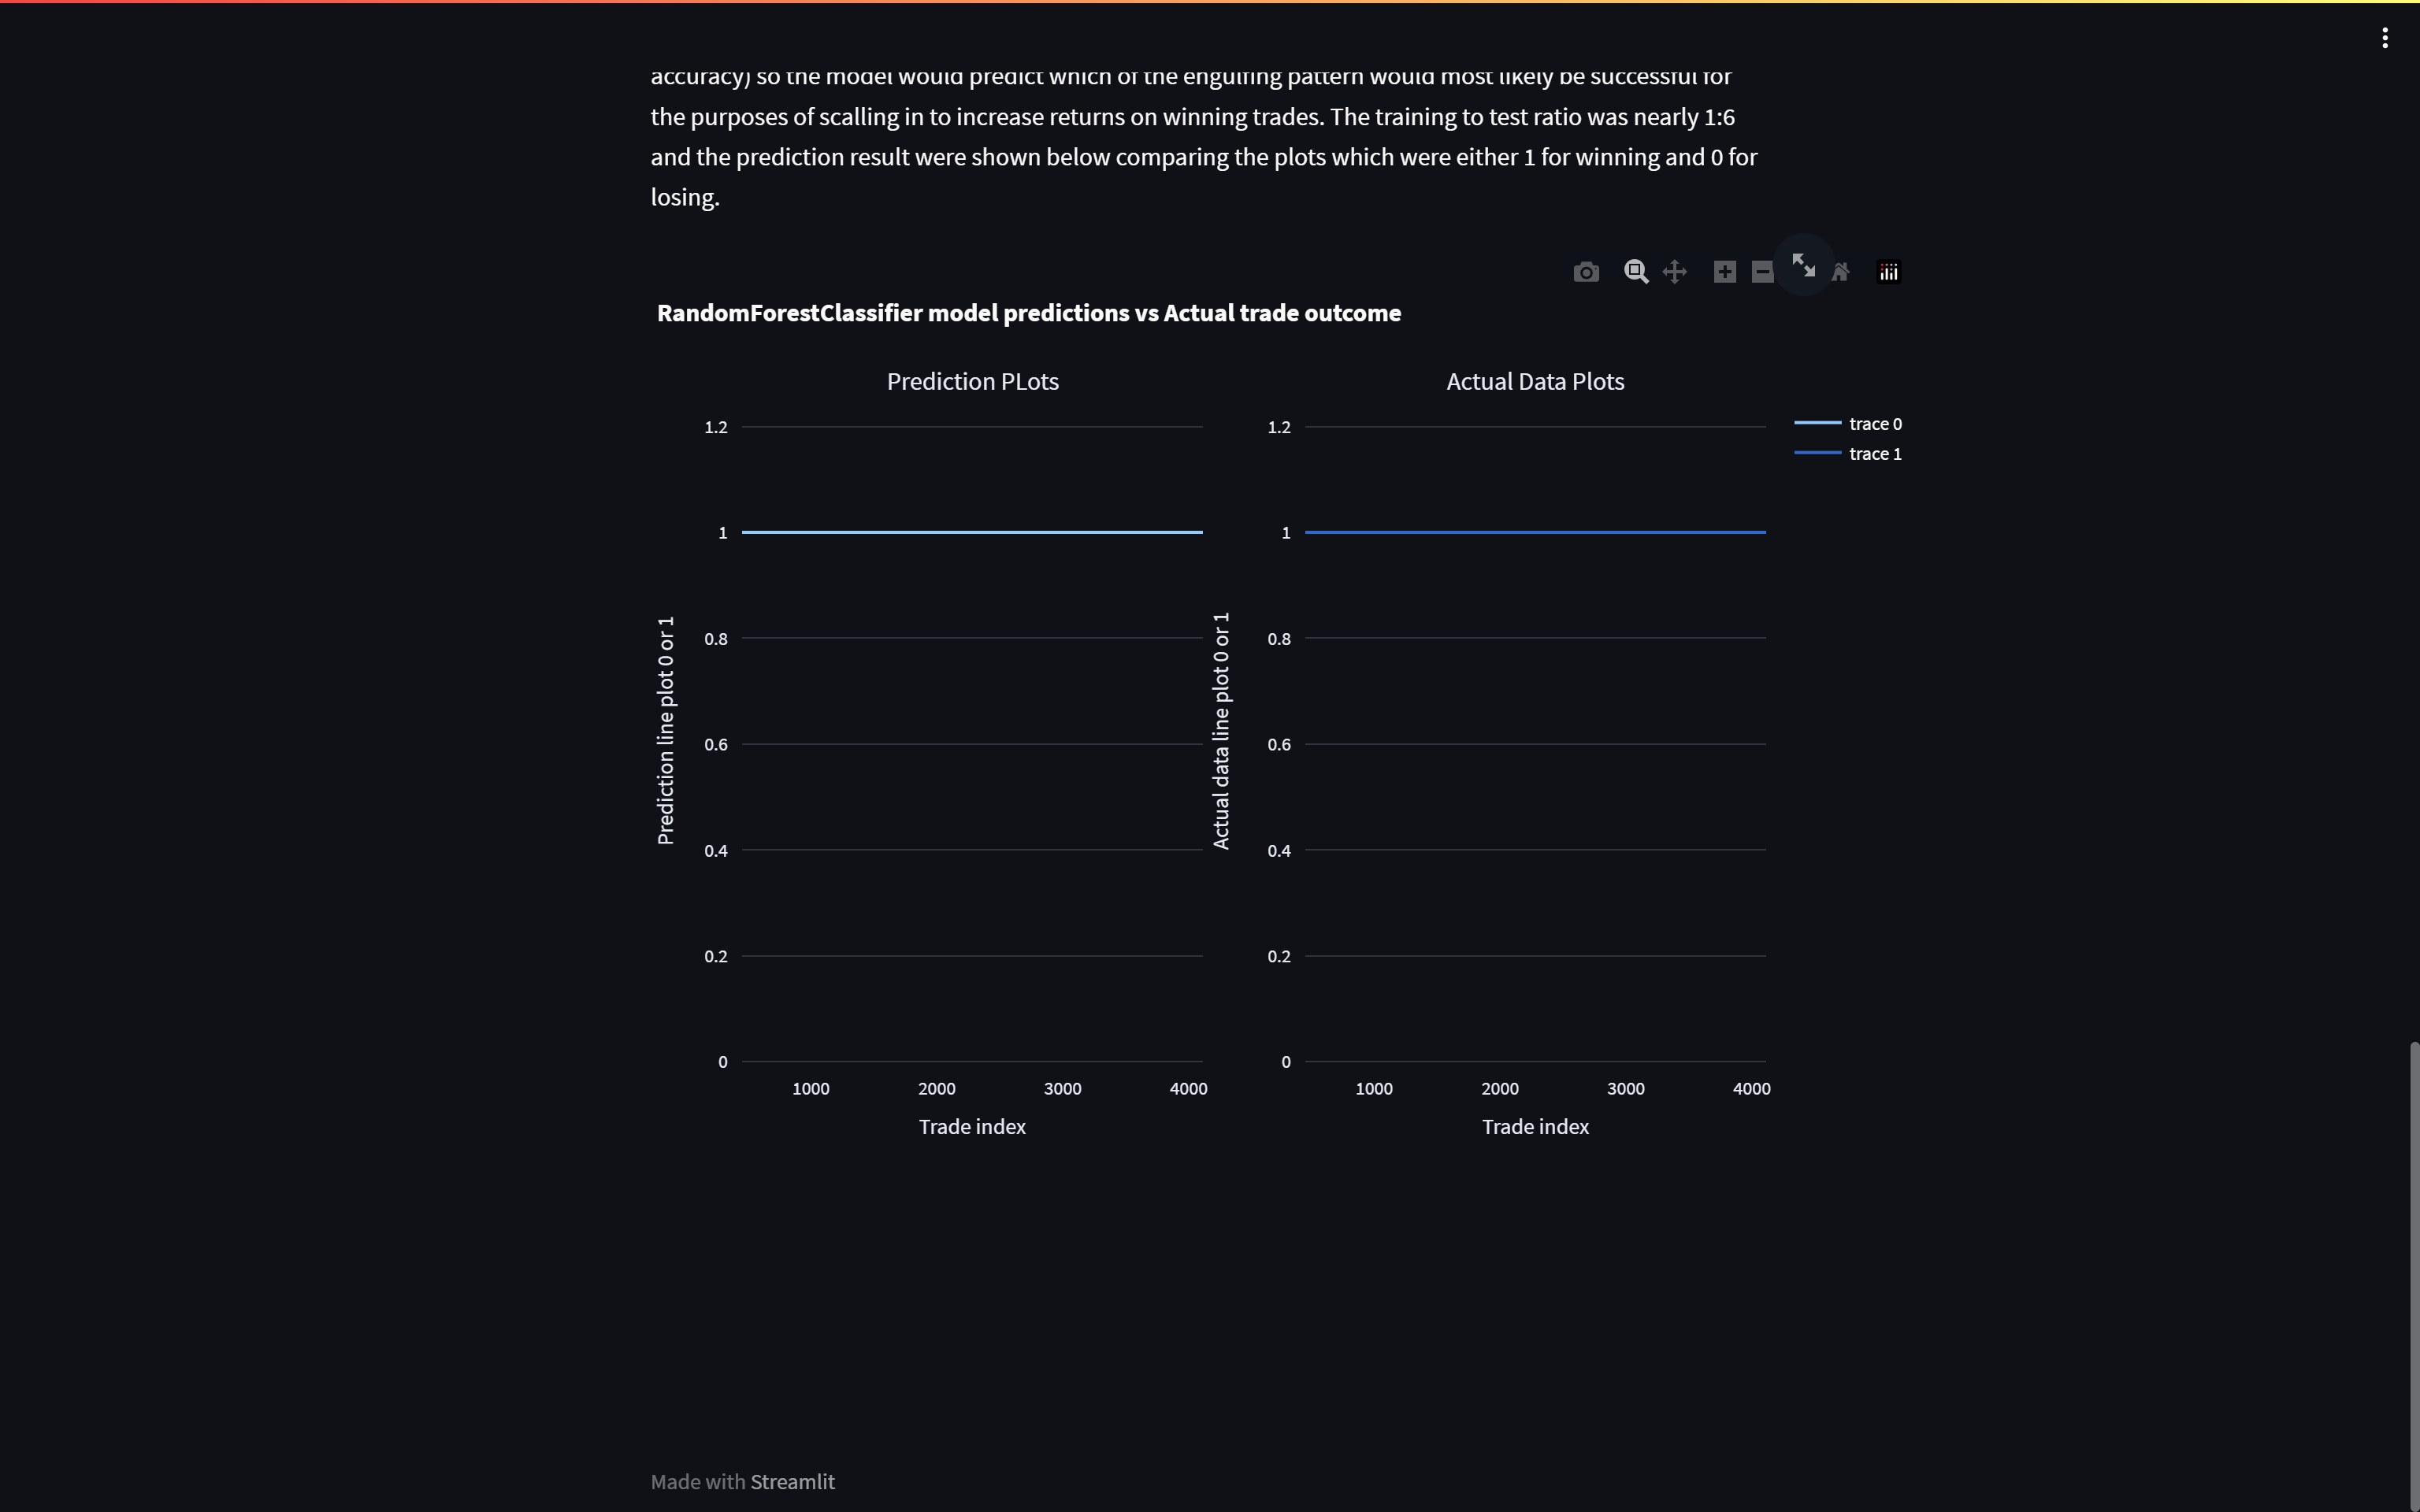 accuracy) so the model would predict which of the engulfing pattern would most likely be successful for
the purposes of scalling in to increase returns on winning trades. The training to test ratio was nearly 1:6
and the prediction result were shown below comparing the plots which were either 1 for winning and 0 for
losing.
RandomForestClassifier model predictions vs Actual trade outcome
Prediction PLots
Actual Data Plots
trace 0
trace 1
1.2
1
0.8
0.6
0.4
0.2
0
Prediction line plot 0 or 1
1000 2000 3000 4000
Trade index
1.2
1
0.8
0.6
0.4
0.2
0
Actual data line plot 0 or 1
1000 2000 3000 4000
Trade index
Made with Streamlit